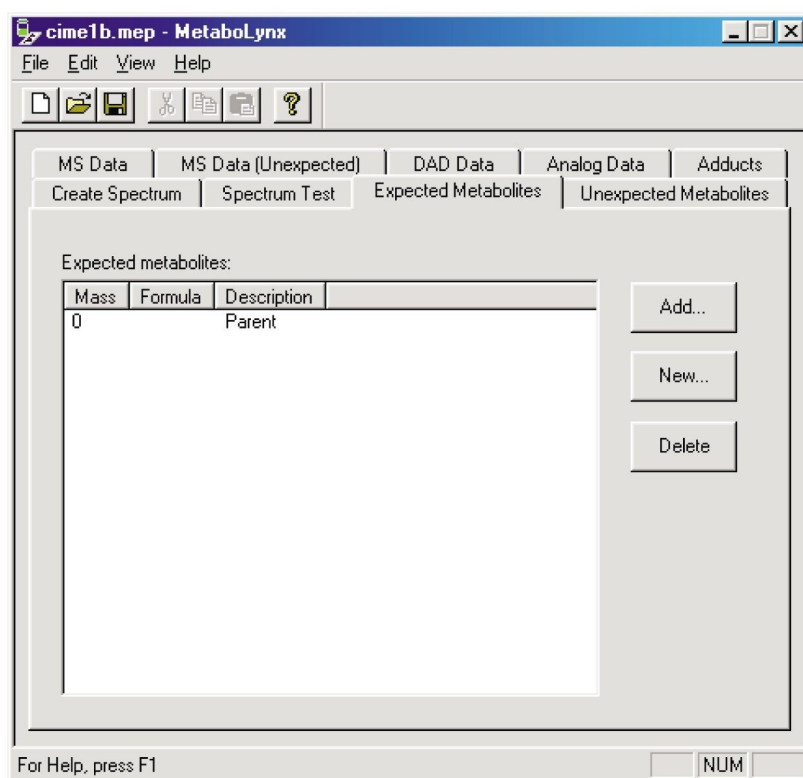 cime1b.mep - MetaboLynx
File Edit View Help
MS Data MS Data (Unexpected) DAD Data Analog Data Adducts
Create Spectrum Spectrum Test Expected Metabolites Unexpected Metabolites
Expected metabolites:
Mass Formula Description
0 Parent
Add...
New...
Delete
For Help, press F1
NUM